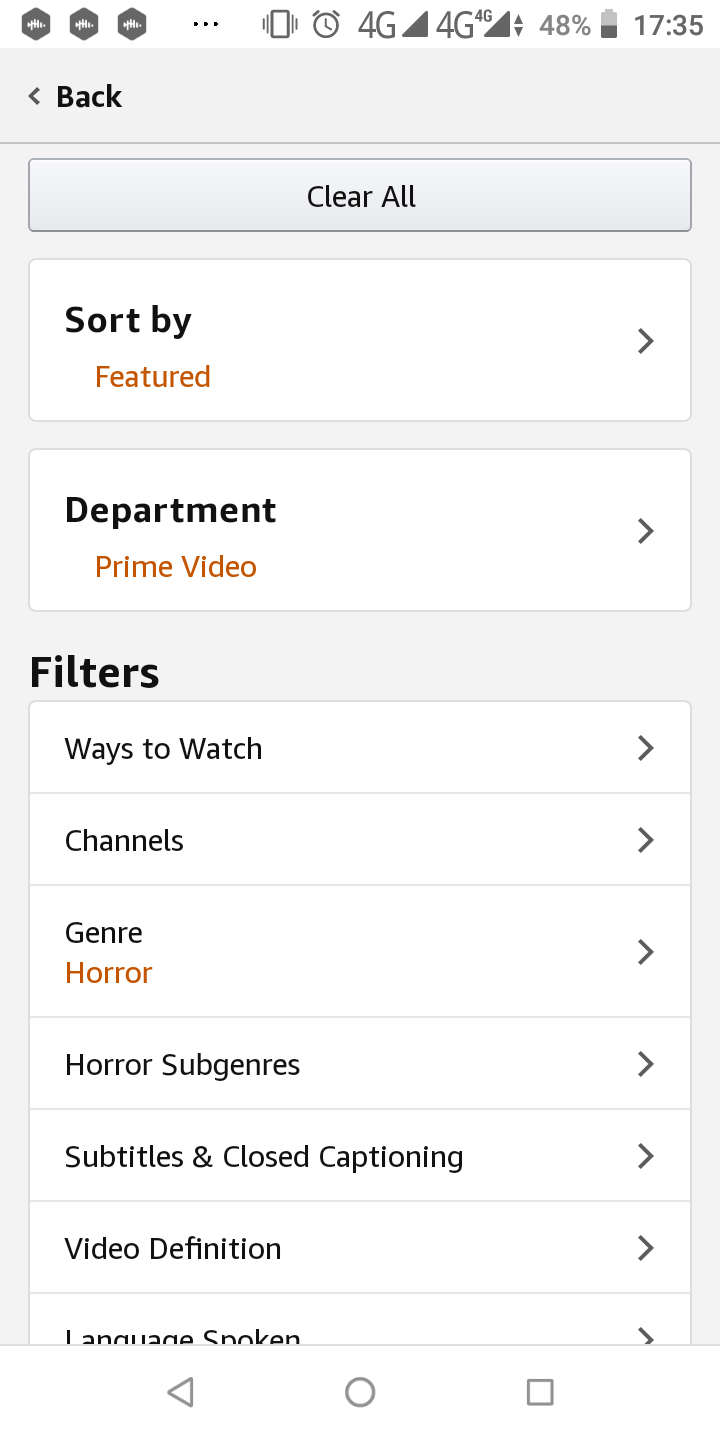 4G 4G 4G 48% 17:35
Back
Clear All
Sort by
Featured
Department
Prime Video
Filters
Ways to Watch
Channels
Genre
Horror
Horror Subgenres
Subtitles & Closed Captioning
Video Definition
Language Spoken